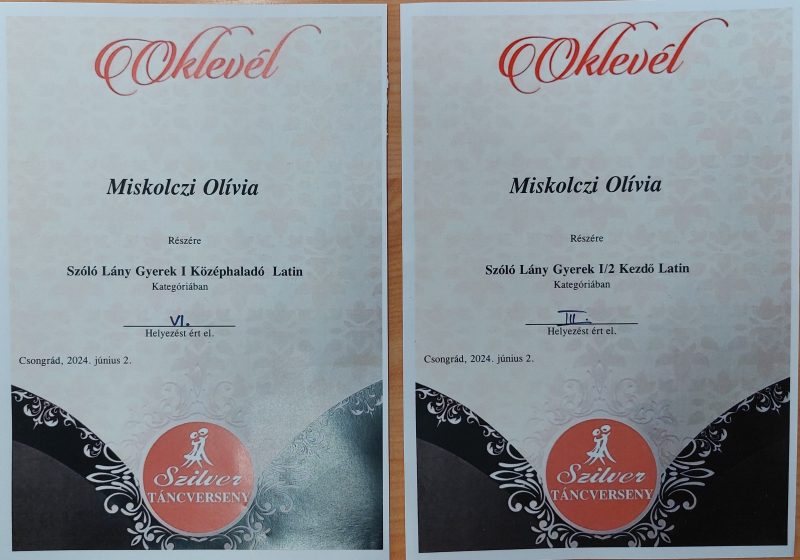 Oklevél
Miskolczi Olívia
Részére
Szóló Lány Gyerek I Középhaladó Latin
Kategóriában
VI.
Helyezést ért el.
Csongrád, 2024. június 2.
Szilver
TÁNCVERSENY
Oklevél
Miskolczi Olívia
Részére
Szóló Lány Gyerek I/2 Kezdő Latin
Kategóriában
III.
Helyezést ért el.
Csongrád, 2024. június 2.
Szilver
TÁNCVERSENY